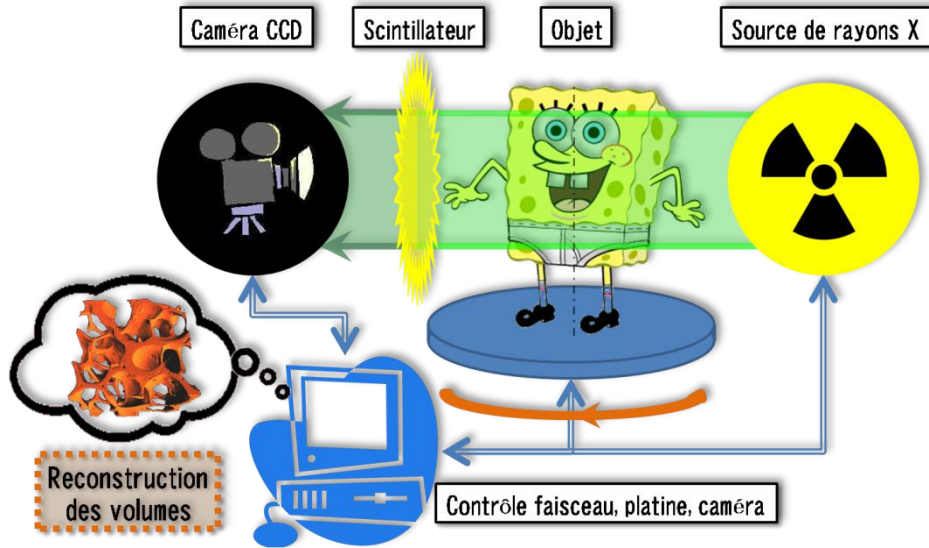 Caméra CCD
Scintillateur
Objet
Source de rayons X
Reconstruction
des volumes
Contrôle faisceau, platine, caméra